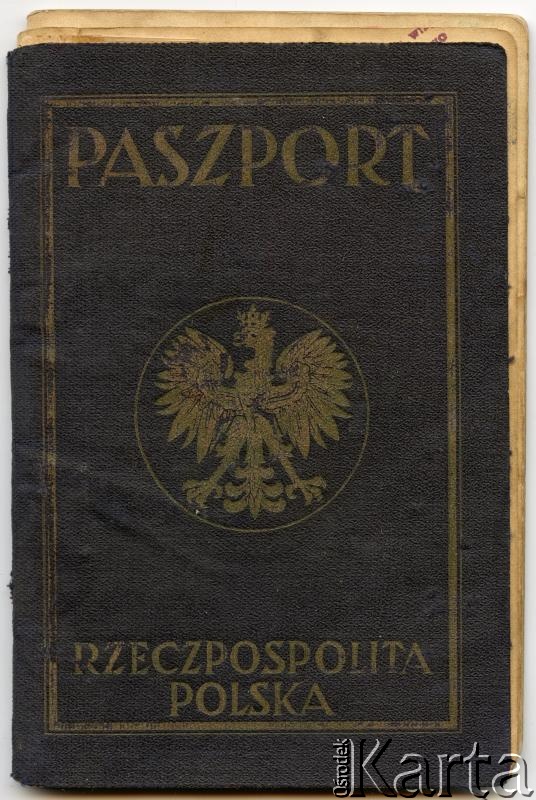 PASZPORT
RZECZPOSPOLITA
POLSKA
Ośrodek
Karta